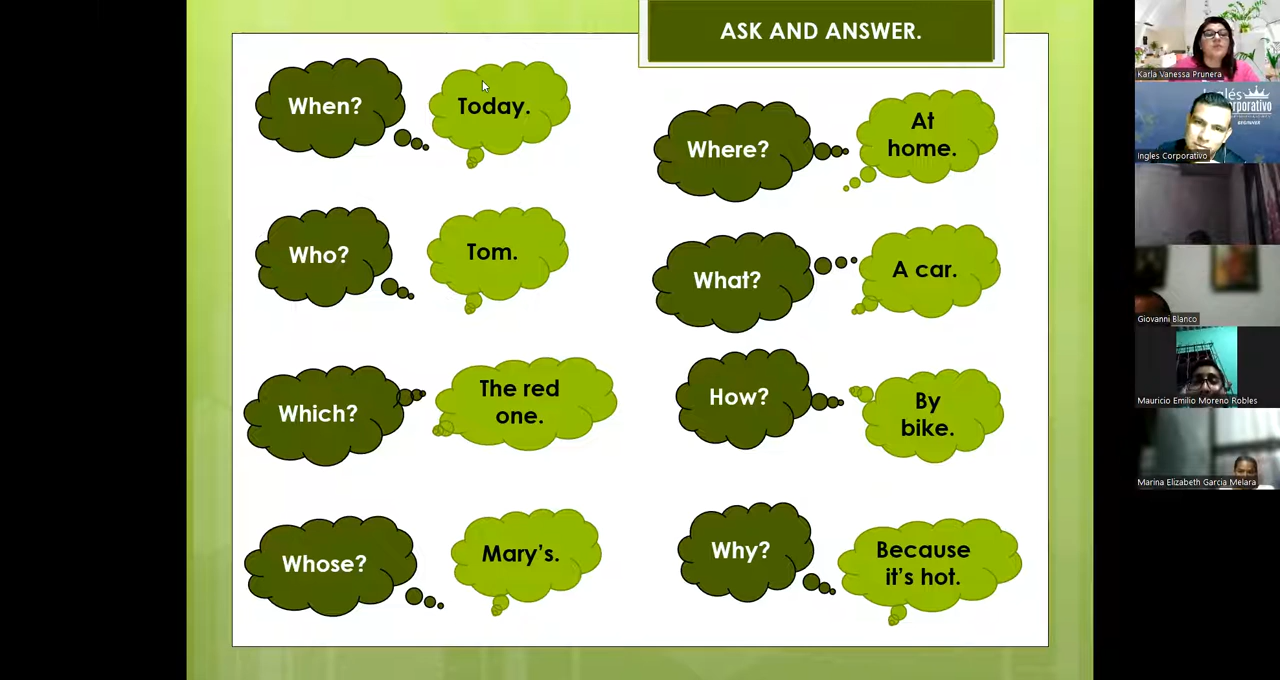 ASK AND ANSWER.
When?
Today.
Where?
At
home.
Who?
Tom.
What?
A car.
Which?
The red
one.
How?
By
bike.
Whose?
Mary's.
Why?
Because
it's hot.
Karla Vanessa Prunera
Inglés
BEGINNER
Ingles Corporativo
Giovanni Blanco
Mauricio Emilio Moreno Robles
Marina Elizabeth Garcia Melara